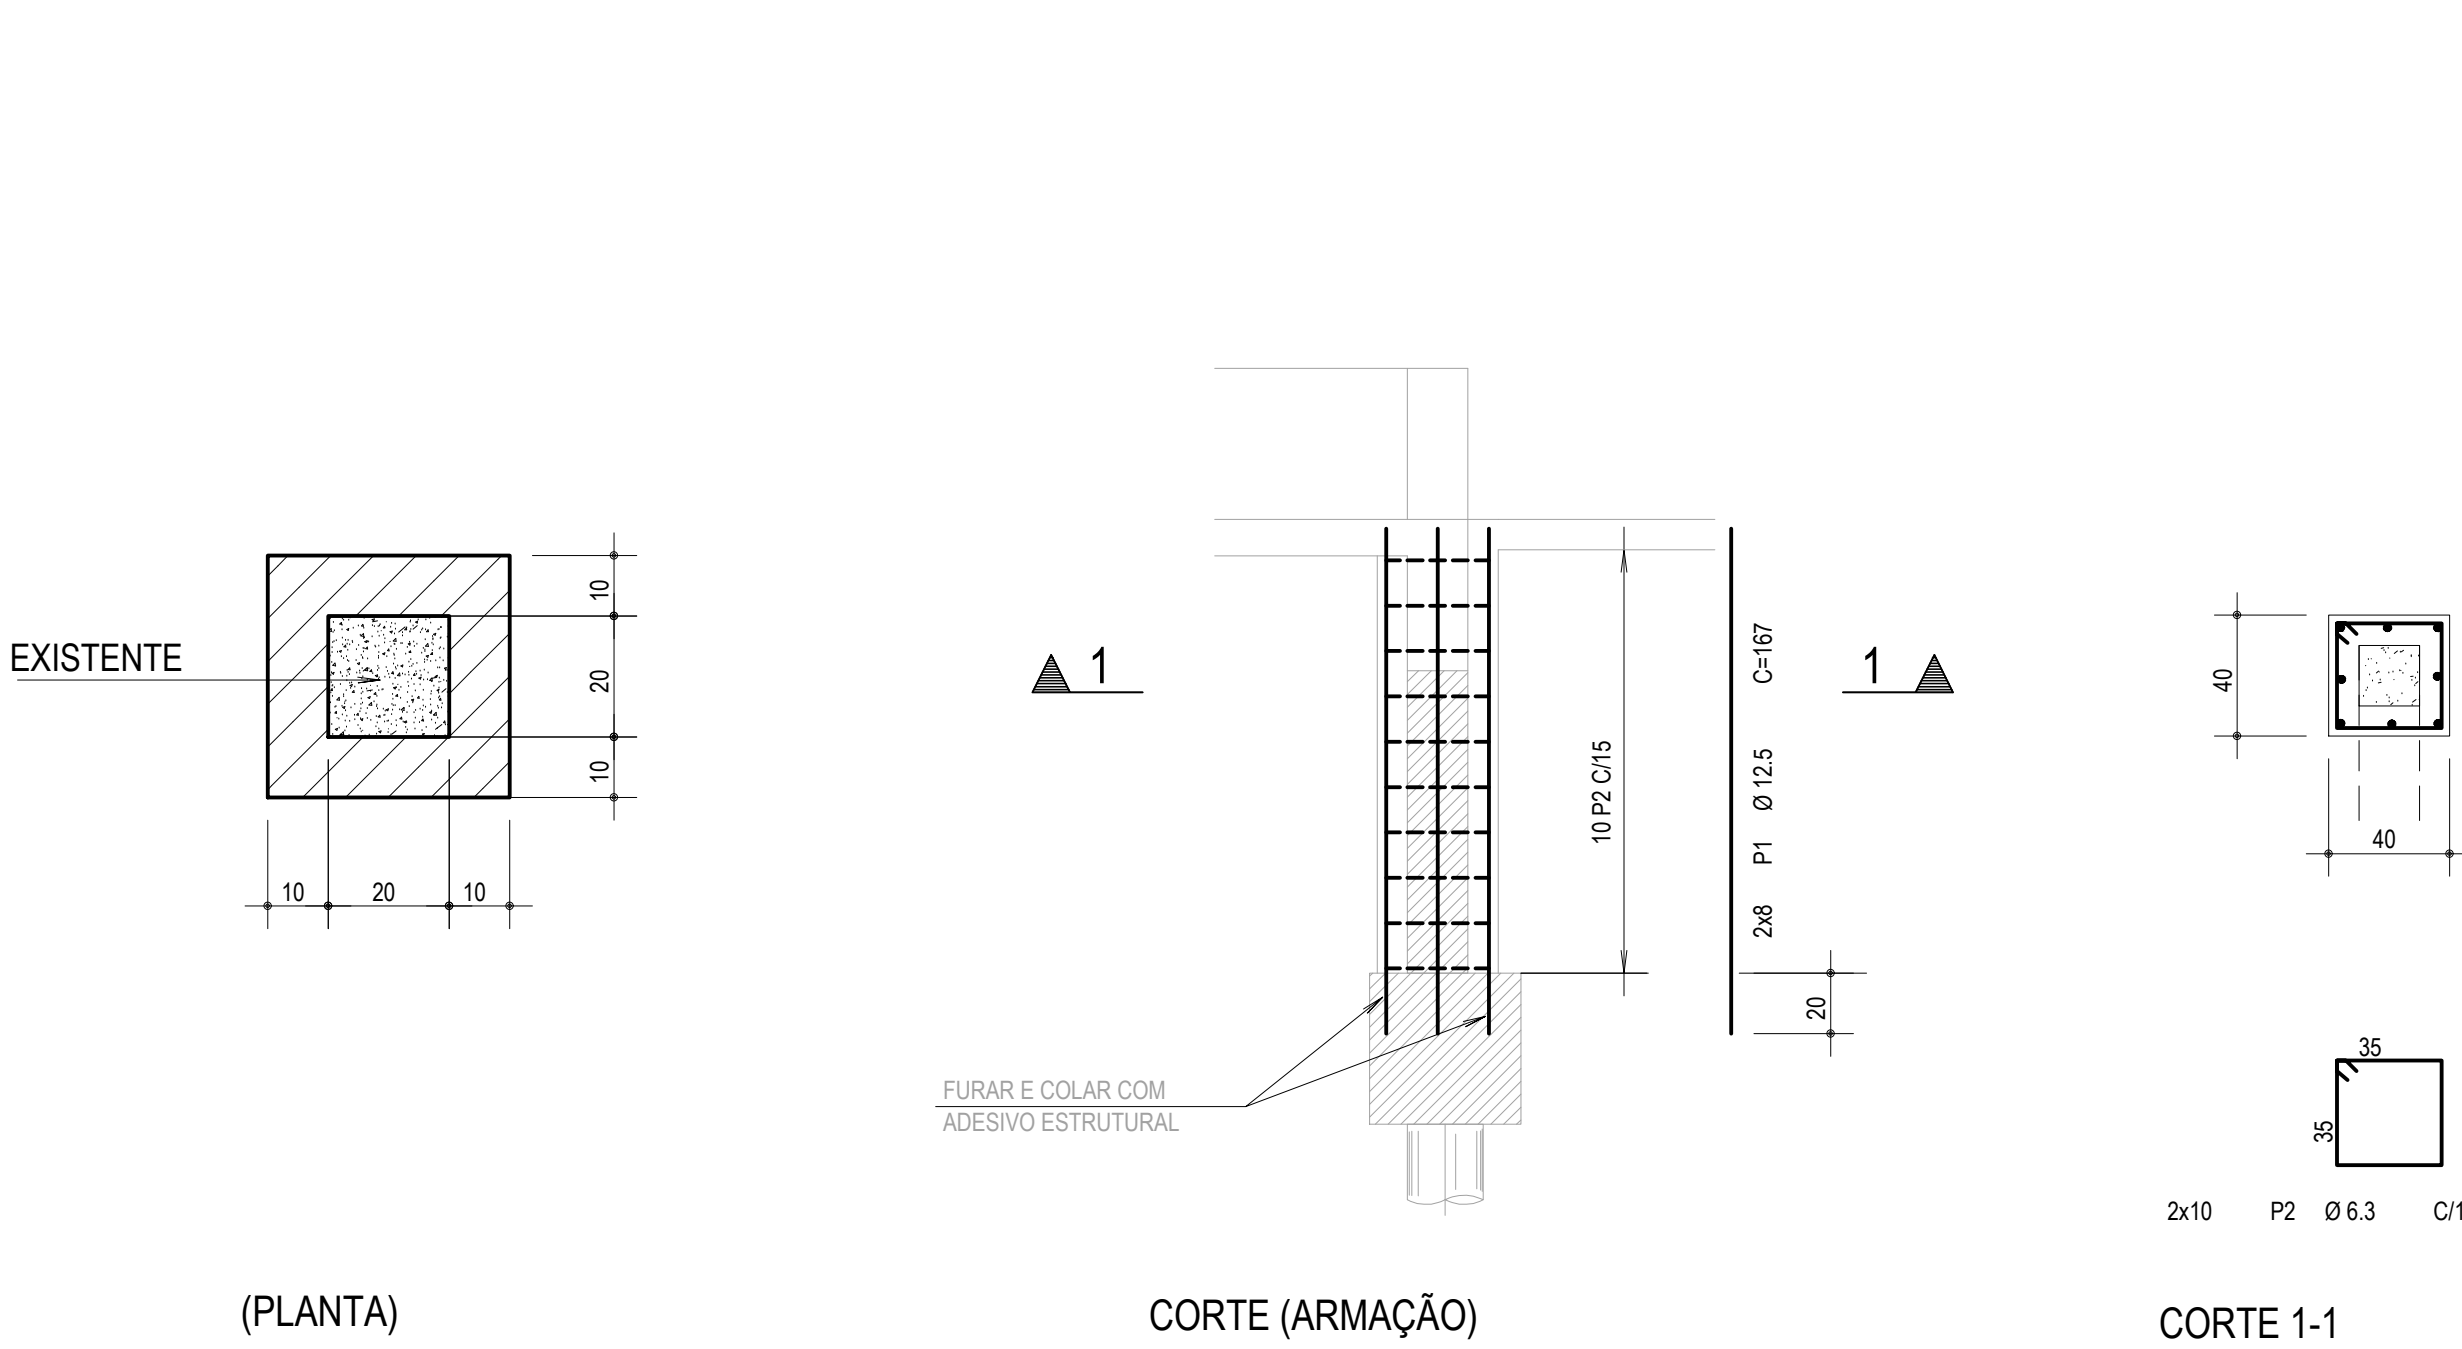 EXISTENTE
10
20
10
10
20
10
(PLANTA)
1
1
10 P2 C/15
2x8 P1 Ø 12.5 C=167
20
FURAR E COLAR COM
ADESIVO ESTRUTURAL
CORTE (ARMAÇÃO)
40
40
35
35
2x10 P2 Ø 6.3 C/1
CORTE 1-1